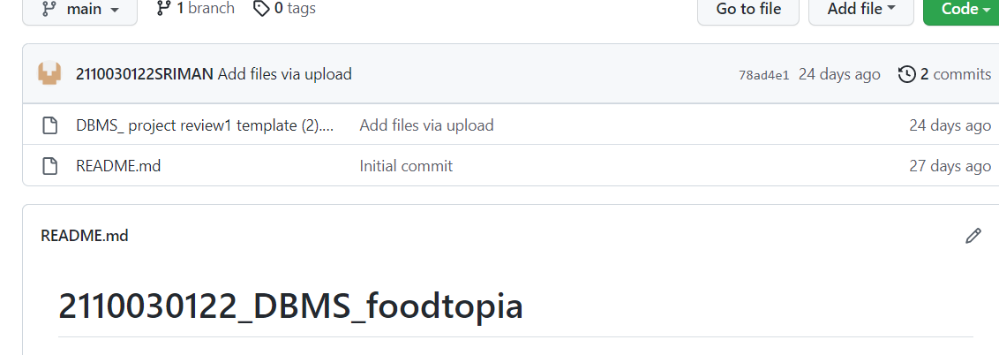 main 1 branch 0 tags Go to file Add file Code
2110030122SRIMAN Add files via upload 78ad4e1 24 days ago 2 commits
DBMS_ project review1 template (2).... Add files via upload 24 days ago
README.md Initial commit 27 days ago
README.md
2110030122_DBMS_foodtopia